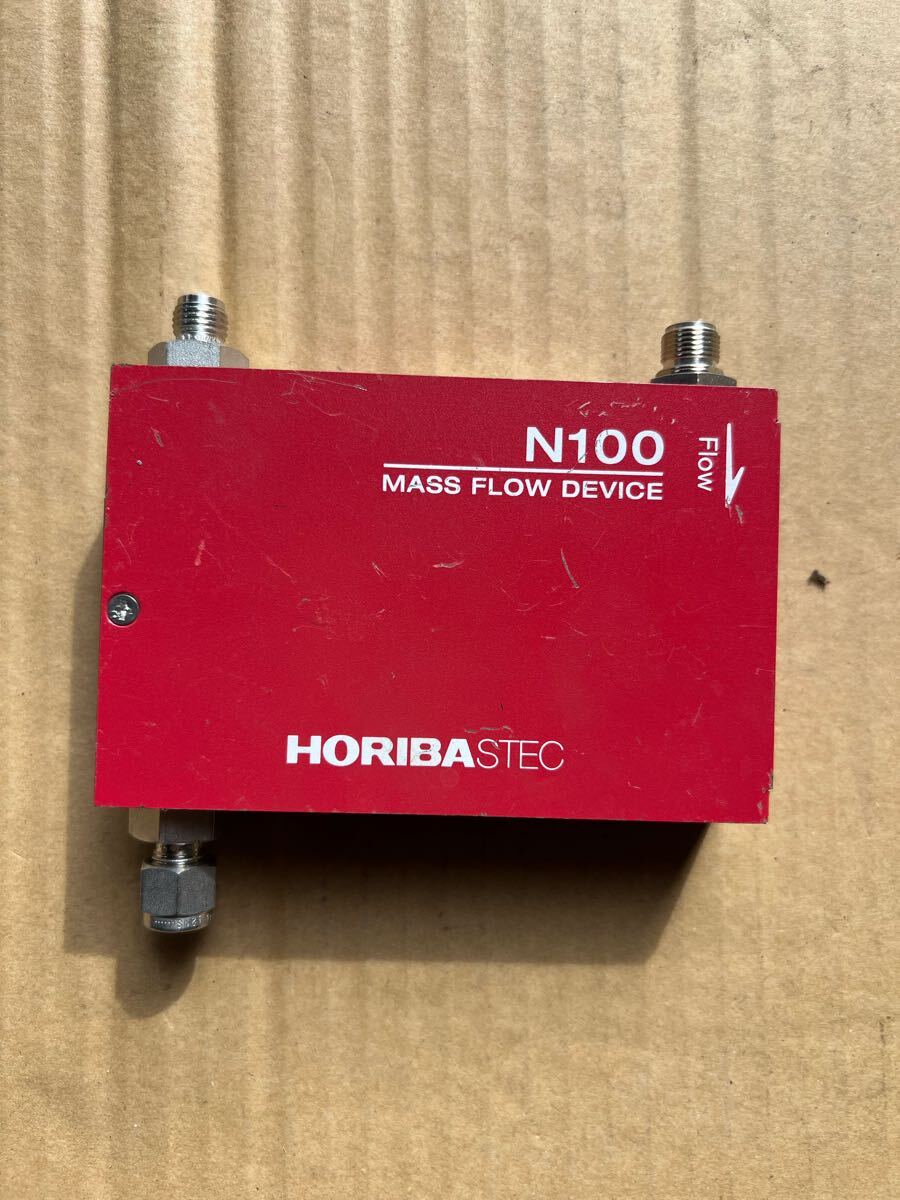 N100
MASS FLOW DEVICE
Flow
HORIBASTEC